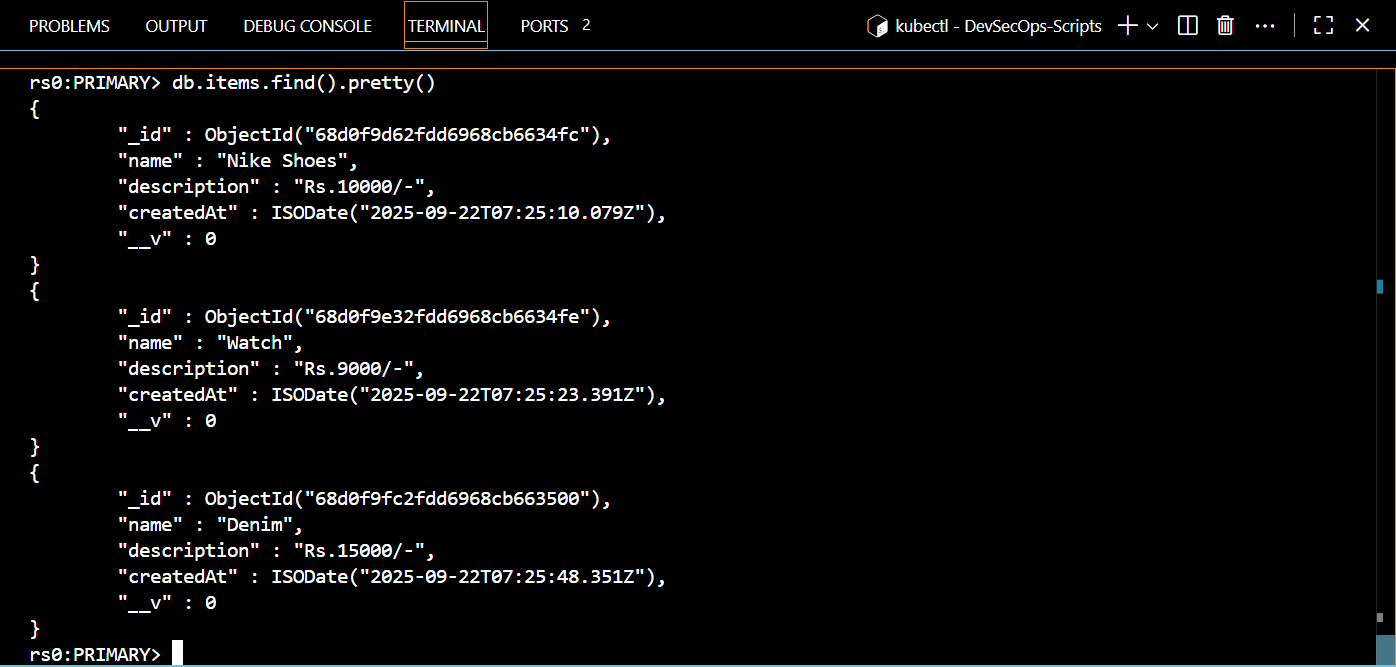 PROBLEMS OUTPUT DEBUG CONSOLE TERMINAL PORTS 2 kubectl - DevSecOps-Scripts
rs0:PRIMARY> db.items.find().pretty()
{
"_id" : ObjectId("68d0f9d62fdd6968cb6634fc"),
"name" : "Nike Shoes",
"description" : "Rs.10000/-",
"createdAt" : ISODate("2025-09-22T07:25:10.079Z"),
"__v" : 0
}
{
"_id" : ObjectId("68d0f9e32fdd6968cb6634fe"),
"name" : "Watch",
"description" : "Rs.9000/-",
"createdAt" : ISODate("2025-09-22T07:25:23.391Z"),
"__v" : 0
}
{
"_id" : ObjectId("68d0f9fc2fdd6968cb663500"),
"name" : "Denim",
"description" : "Rs.15000/-",
"createdAt" : ISODate("2025-09-22T07:25:48.351Z"),
"__v" : 0
}
rs0:PRIMARY>